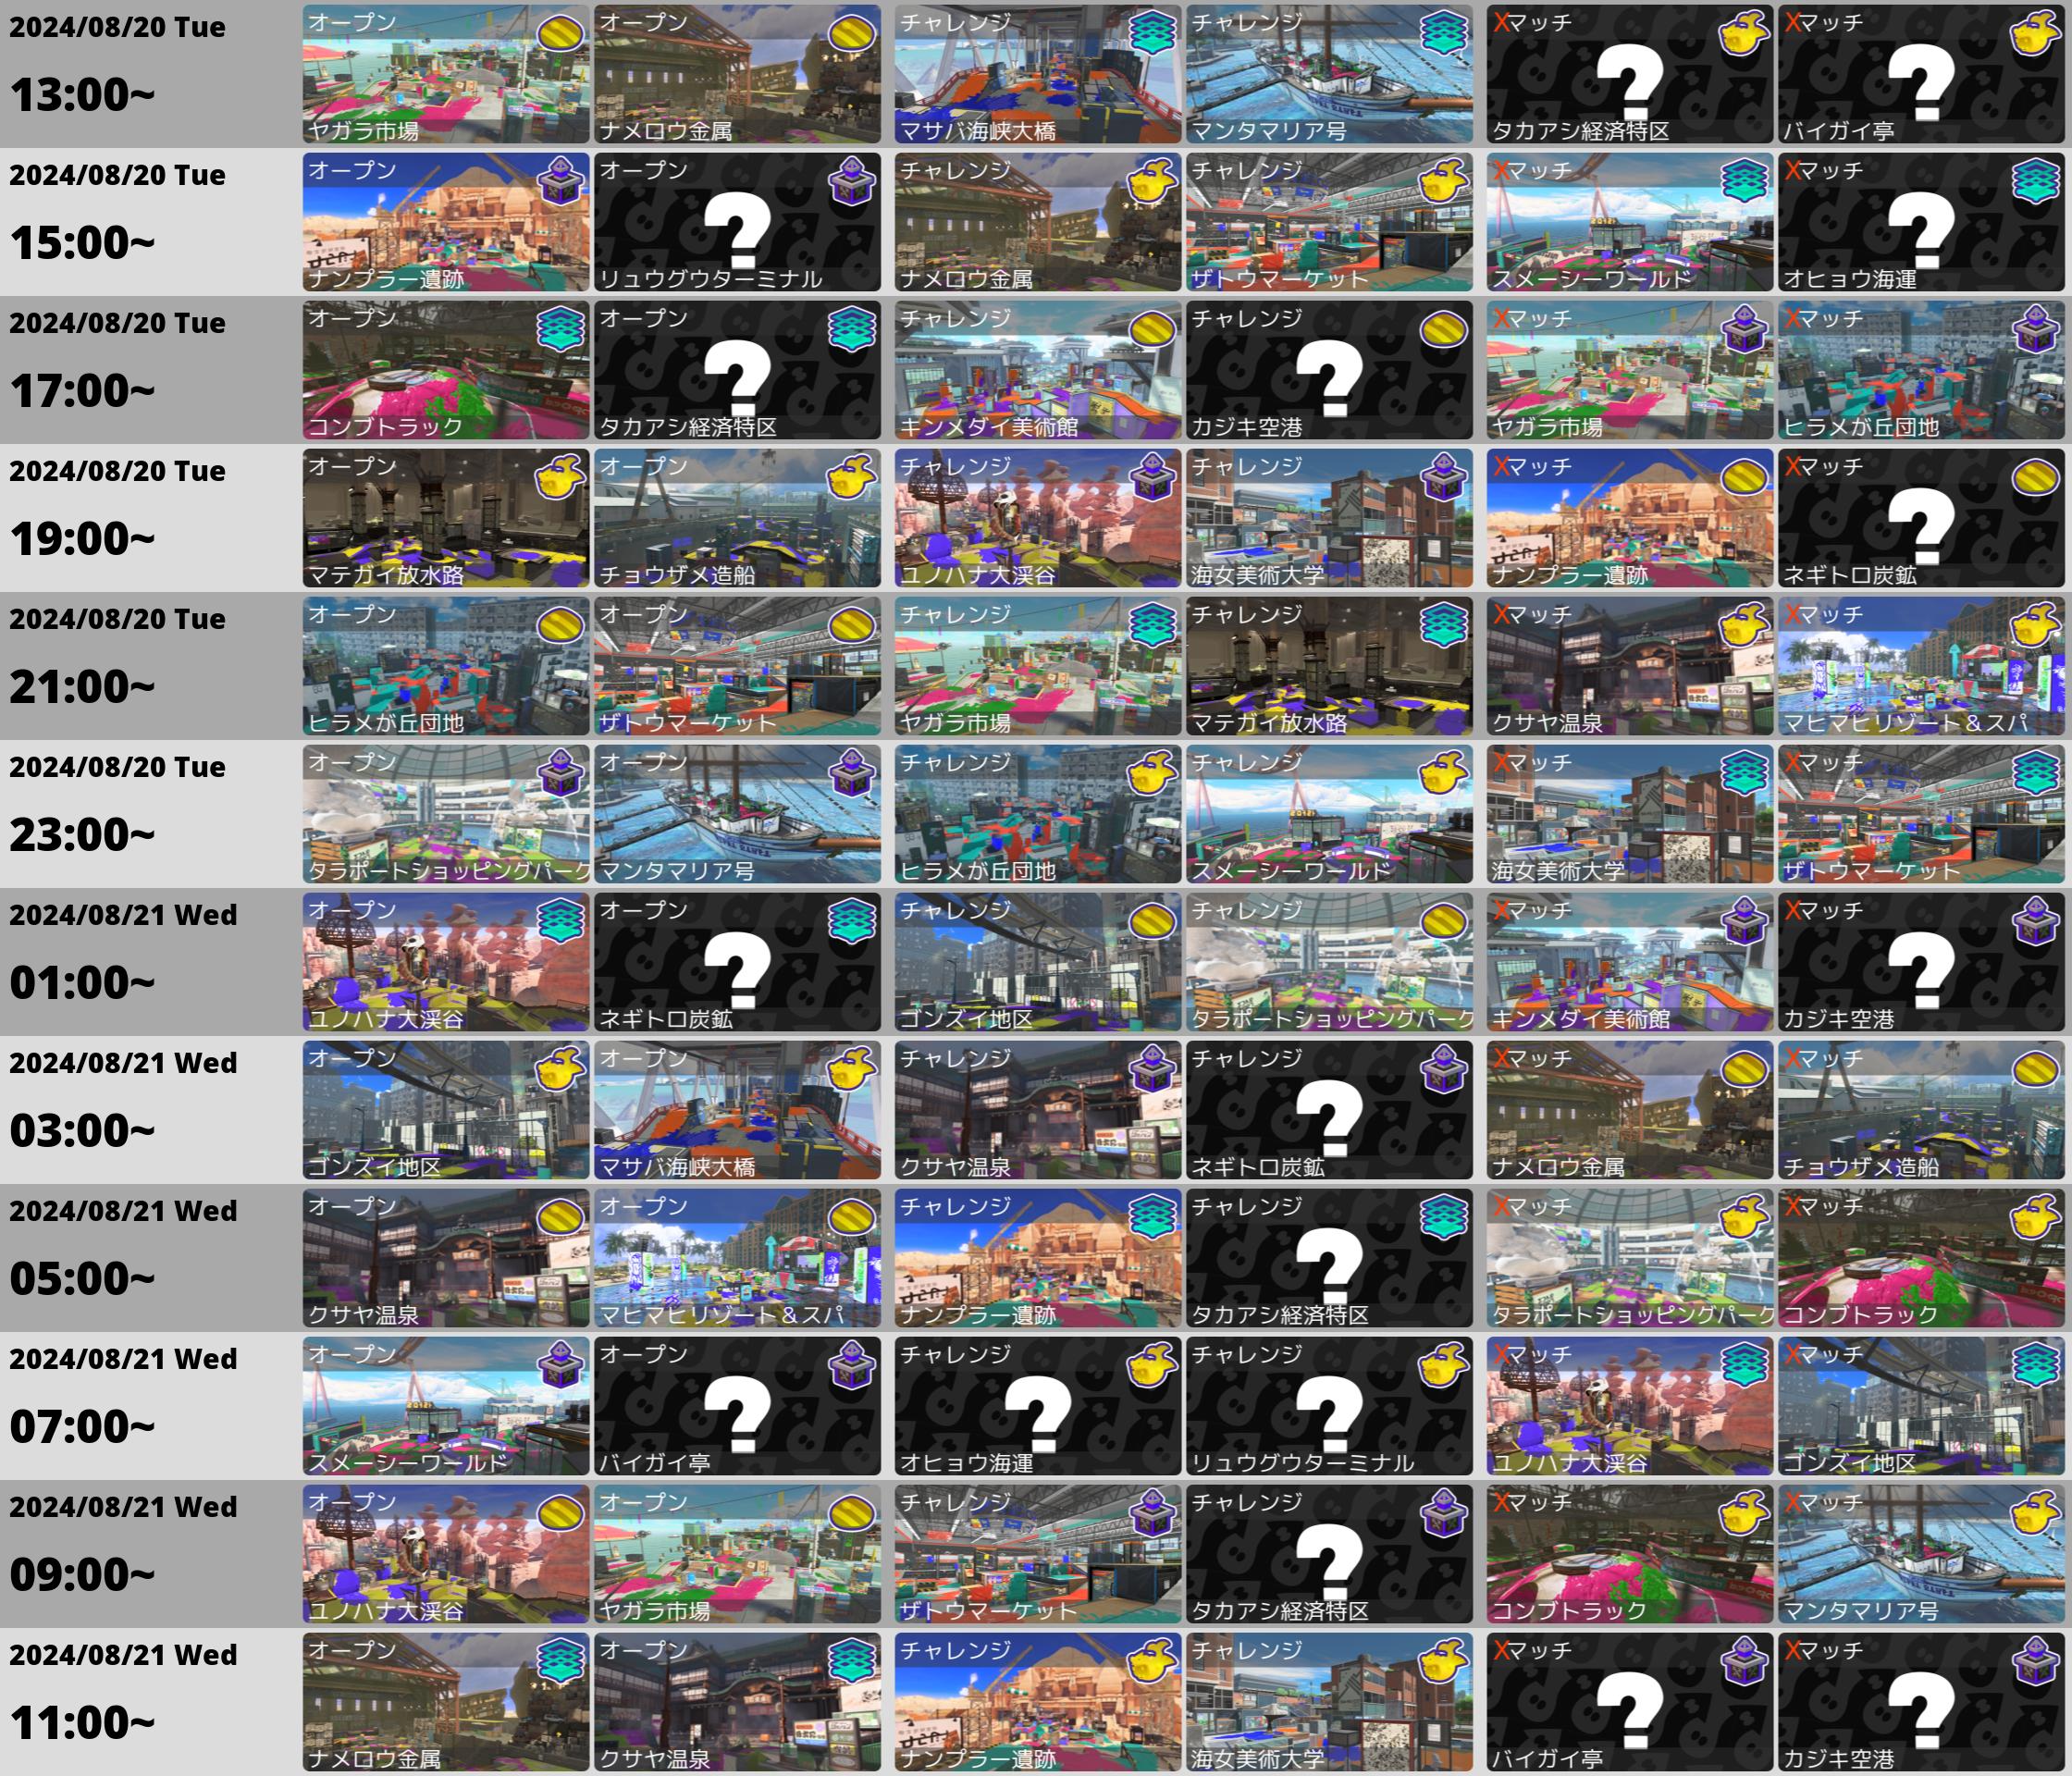 2024/08/20 Tue
13:00~
オープン
ヤガラ市場
オープン
ナメロウ金属
チャレンジ
マサバ海峡大橋
チャレンジ
マンタマリア号
Xマッチ
タカアシ経済特区
Xマッチ
バイガイ亭
2024/08/20 Tue
15:00~
オープン
ナンプラー遺跡
オープン
リュウグウターミナル
チャレンジ
ナメロウ金属
チャレンジ
ザトウマーケット
Xマッチ
スメーシーワールド
Xマッチ
オヒョウ海運
2024/08/20 Tue
17:00~
オープン
コンブトラック
オープン
タカアシ経済特区
チャレンジ
キンメダイ美術館
チャレンジ
カジキ空港
Xマッチ
ヤガラ市場
Xマッチ
ヒラメが丘団地
2024/08/20 Tue
19:00~
オープン
マテガイ放水路
オープン
チョウザメ造船
チャレンジ
ユノハナ大渓谷
チャレンジ
海女美術大学
Xマッチ
ナンプラー遺跡
Xマッチ
ネギトロ炭鉱
2024/08/20 Tue
21:00~
オープン
ヒラメが丘団地
オープン
ザトウマーケット
チャレンジ
ヤガラ市場
チャレンジ
マテガイ放水路
Xマッチ
クサヤ温泉
Xマッチ
マヒマヒリゾート＆スパ
2024/08/20 Tue
23:00~
オープン
タラポートショッピングパーク
オープン
マンタマリア号
チャレンジ
ヒラメが丘団地
チャレンジ
スメーシーワールド
Xマッチ
海女美術大学
Xマッチ
ザトウマーケット
2024/08/21 Wed
01:00~
オープン
ユノハナ大渓谷
オープン
ネギトロ炭鉱
チャレンジ
ゴンズイ地区
チャレンジ
タラポートショッピングパーク
Xマッチ
キンメダイ美術館
Xマッチ
カジキ空港
2024/08/21 Wed
03:00~
オープン
ゴンズイ地区
オープン
マサバ海峡大橋
チャレンジ
クサヤ温泉
チャレンジ
ネギトロ炭鉱
Xマッチ
ナメロウ金属
Xマッチ
チョウザメ造船
2024/08/21 Wed
05:00~
オープン
クサヤ温泉
オープン
マヒマヒリゾート＆スパ
チャレンジ
ナンプラー遺跡
チャレンジ
タカアシ経済特区
Xマッチ
タラポートショッピングパーク
Xマッチ
コンブトラック
2024/08/21 Wed
07:00~
オープン
スメーシーワールド
オープン
バイガイ亭
チャレンジ
オヒョウ海運
チャレンジ
リュウグウターミナル
Xマッチ
ユノハナ大渓谷
Xマッチ
ゴンズイ地区
2024/08/21 Wed
09:00~
オープン
ユノハナ大渓谷
オープン
ヤガラ市場
チャレンジ
ザトウマーケット
チャレンジ
タカアシ経済特区
Xマッチ
コンブトラック
Xマッチ
マンタマリア号
2024/08/21 Wed
11:00~
オープン
ナメロウ金属
オープン
クサヤ温泉
チャレンジ
ナンプラー遺跡
チャレンジ
海女美術大学
Xマッチ
バイガイ亭
Xマッチ
カジキ空港